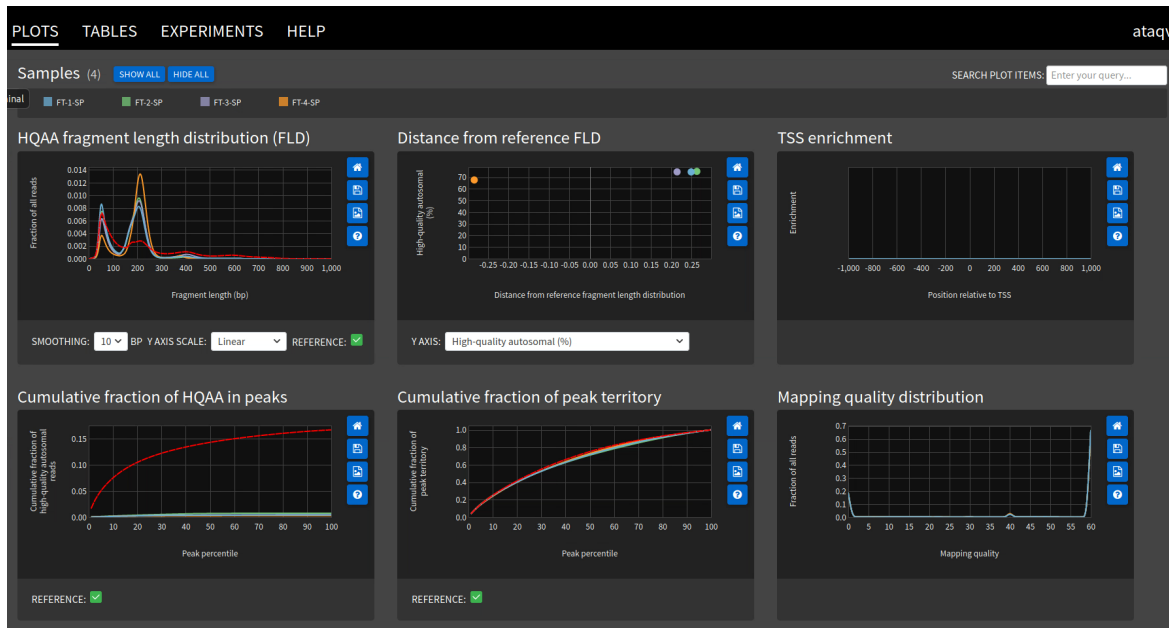 PLOTS TABLES EXPERIMENTS HELP ataqv
Samples (4) SHOW ALL HIDE ALL SEARCH PLOT ITEMS: Enter your query...
inal FT-1-SP FT-2-SP FT-3-SP FT-4-SP
HQAA fragment length distribution (FLD)
Fraction of all reads
0.014
0.012
0.010
0.008
0.006
0.004
0.002
0.000
0 100 200 300 400 500 600 700 800 900 1,000
Fragment length (bp)
SMOOTHING: 10 BP Y AXIS SCALE: Linear REFERENCE:
Distance from reference FLD
High-quality autosomal
(%)
70
60
50
40
30
20
10
0
-0.25 -0.20 -0.15 -0.10 -0.05 0.00 0.05 0.10 0.15 0.20 0.25
Distance from reference fragment length distribution
Y AXIS: High-quality autosomal (%)
TSS enrichment
Enrichment
-1,000 -800 -600 -400 -200 0 200 400 600 800 1,000
Position relative to TSS
Cumulative fraction of HQAA in peaks
Cumulative fraction of
high-quality autosomal
reads
0.15
0.10
0.05
0.00
0 10 20 30 40 50 60 70 80 90 100
Peak percentile
REFERENCE:
Cumulative fraction of peak territory
Cumulative fraction of
peak territory
1.0
0.8
0.6
0.4
0.2
0.0
0 10 20 30 40 50 60 70 80 90 100
Peak percentile
REFERENCE:
Mapping quality distribution
Fraction of all reads
0.7
0.6
0.5
0.4
0.3
0.2
0.1
0.0
0 5 10 15 20 25 30 35 40 45 50 55 60
Mapping quality